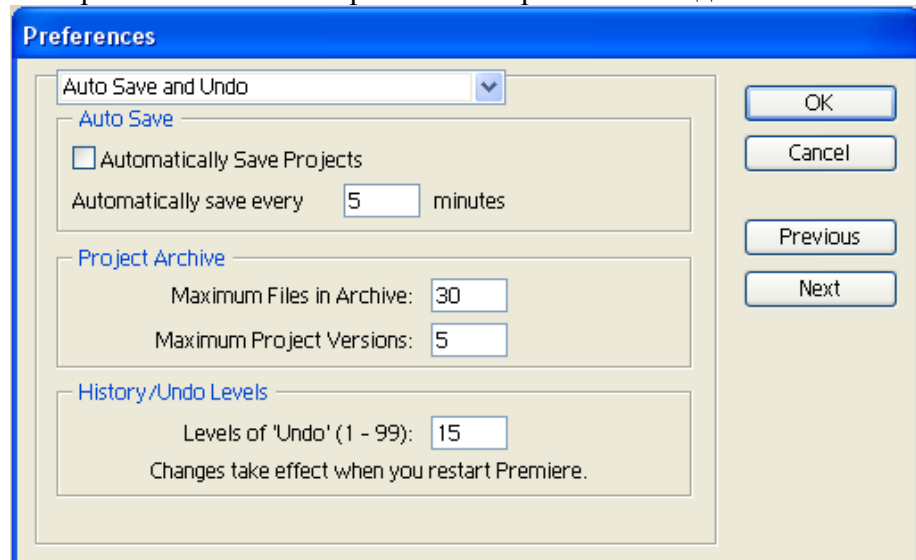 Preferences
Auto Save and Undo
OK
Auto Save
Automatically Save Projects
Cancel
Automatically save every 5 minutes
Previous
Project Archive
Next
Maximum Files in Archive: 30
Maximum Project Versions: 5
History/Undo Levels
Levels of 'Undo' (1 - 99): 15
Changes take effect when you restart Premiere.